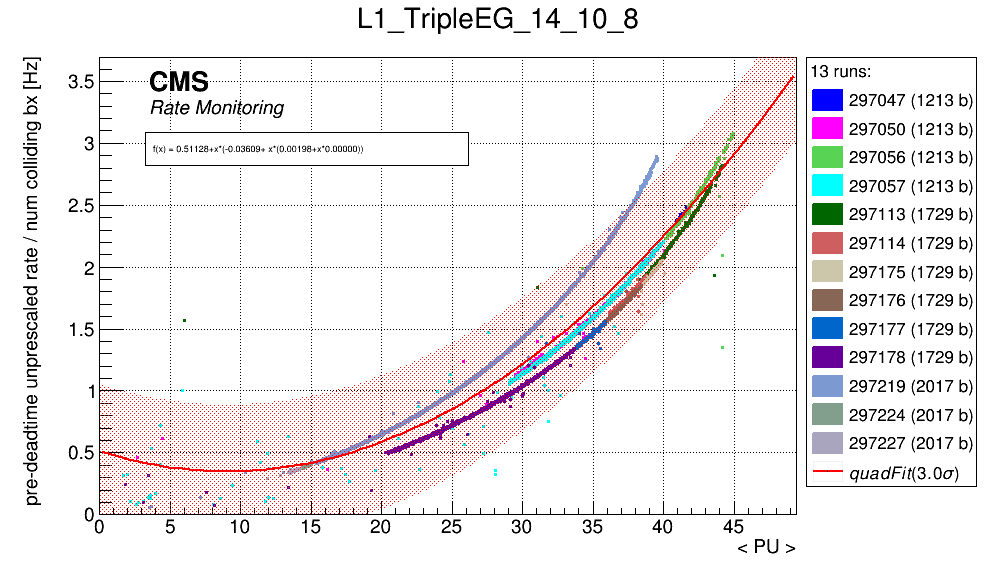 L1_TripleEG_14_10_8
pre-deadtime unprescaled rate / num colliding bx [Hz]
CMS
Rate Monitoring
f(x) = 0.51128+x*(-0.03609+ x*(0.00198+x*0.00000))
3.5
3
2.5
2
1.5
1
0.5
0
0 5 10 15 20 25 30 35 40 45
< PU >
13 runs:
297047 (1213 b)
297050 (1213 b)
297056 (1213 b)
297057 (1213 b)
297113 (1729 b)
297114 (1729 b)
297175 (1729 b)
297176 (1729 b)
297177 (1729 b)
297178 (1729 b)
297219 (2017 b)
297224 (2017 b)
297227 (2017 b)
quadFit(3.0σ)